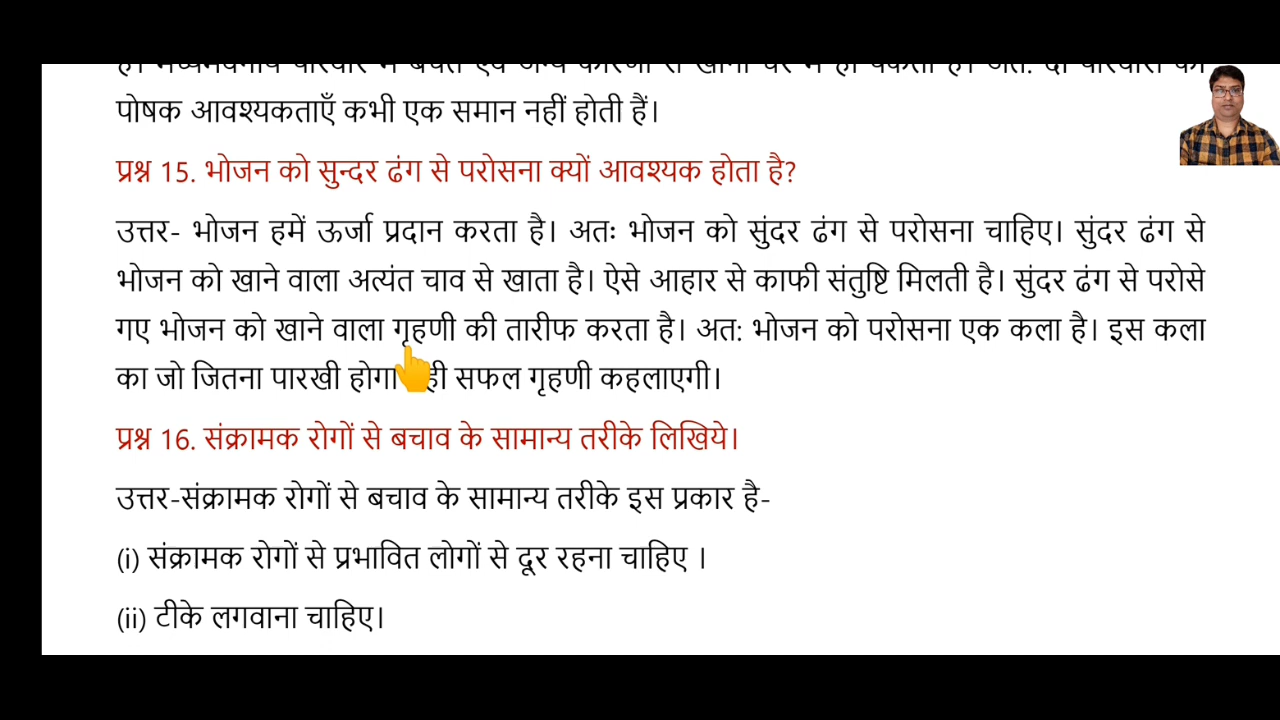 पोषक आवश्यकताएँ कभी एक समान नहीं होती हैं।
प्रश्न 15. भोजन को सुन्दर ढंग से परोसना क्यों आवश्यक होता है?
उत्तर- भोजन हमें ऊर्जा प्रदान करता है। अतः भोजन को सुंदर ढंग से परोसना चाहिए। सुंदर ढंग से
भोजन को खाने वाला अत्यंत चाव से खाता है। ऐसे आहार से काफी संतुष्टि मिलती है। सुंदर ढंग से परोसे
गए भोजन को खाने वाला गृहणी की तारीफ करता है। अत: भोजन को परोसना एक कला है। इस कला
का जो जितना पारखी होगा ही सफल गृहणी कहलाएगी।
प्रश्न 16. संक्रामक रोगों से बचाव के सामान्य तरीके लिखिये।
उत्तर-संक्रामक रोगों से बचाव के सामान्य तरीके इस प्रकार है-
(i) संक्रामक रोगों से प्रभावित लोगों से दूर रहना चाहिए ।
(ii) टीके लगवाना चाहिए।